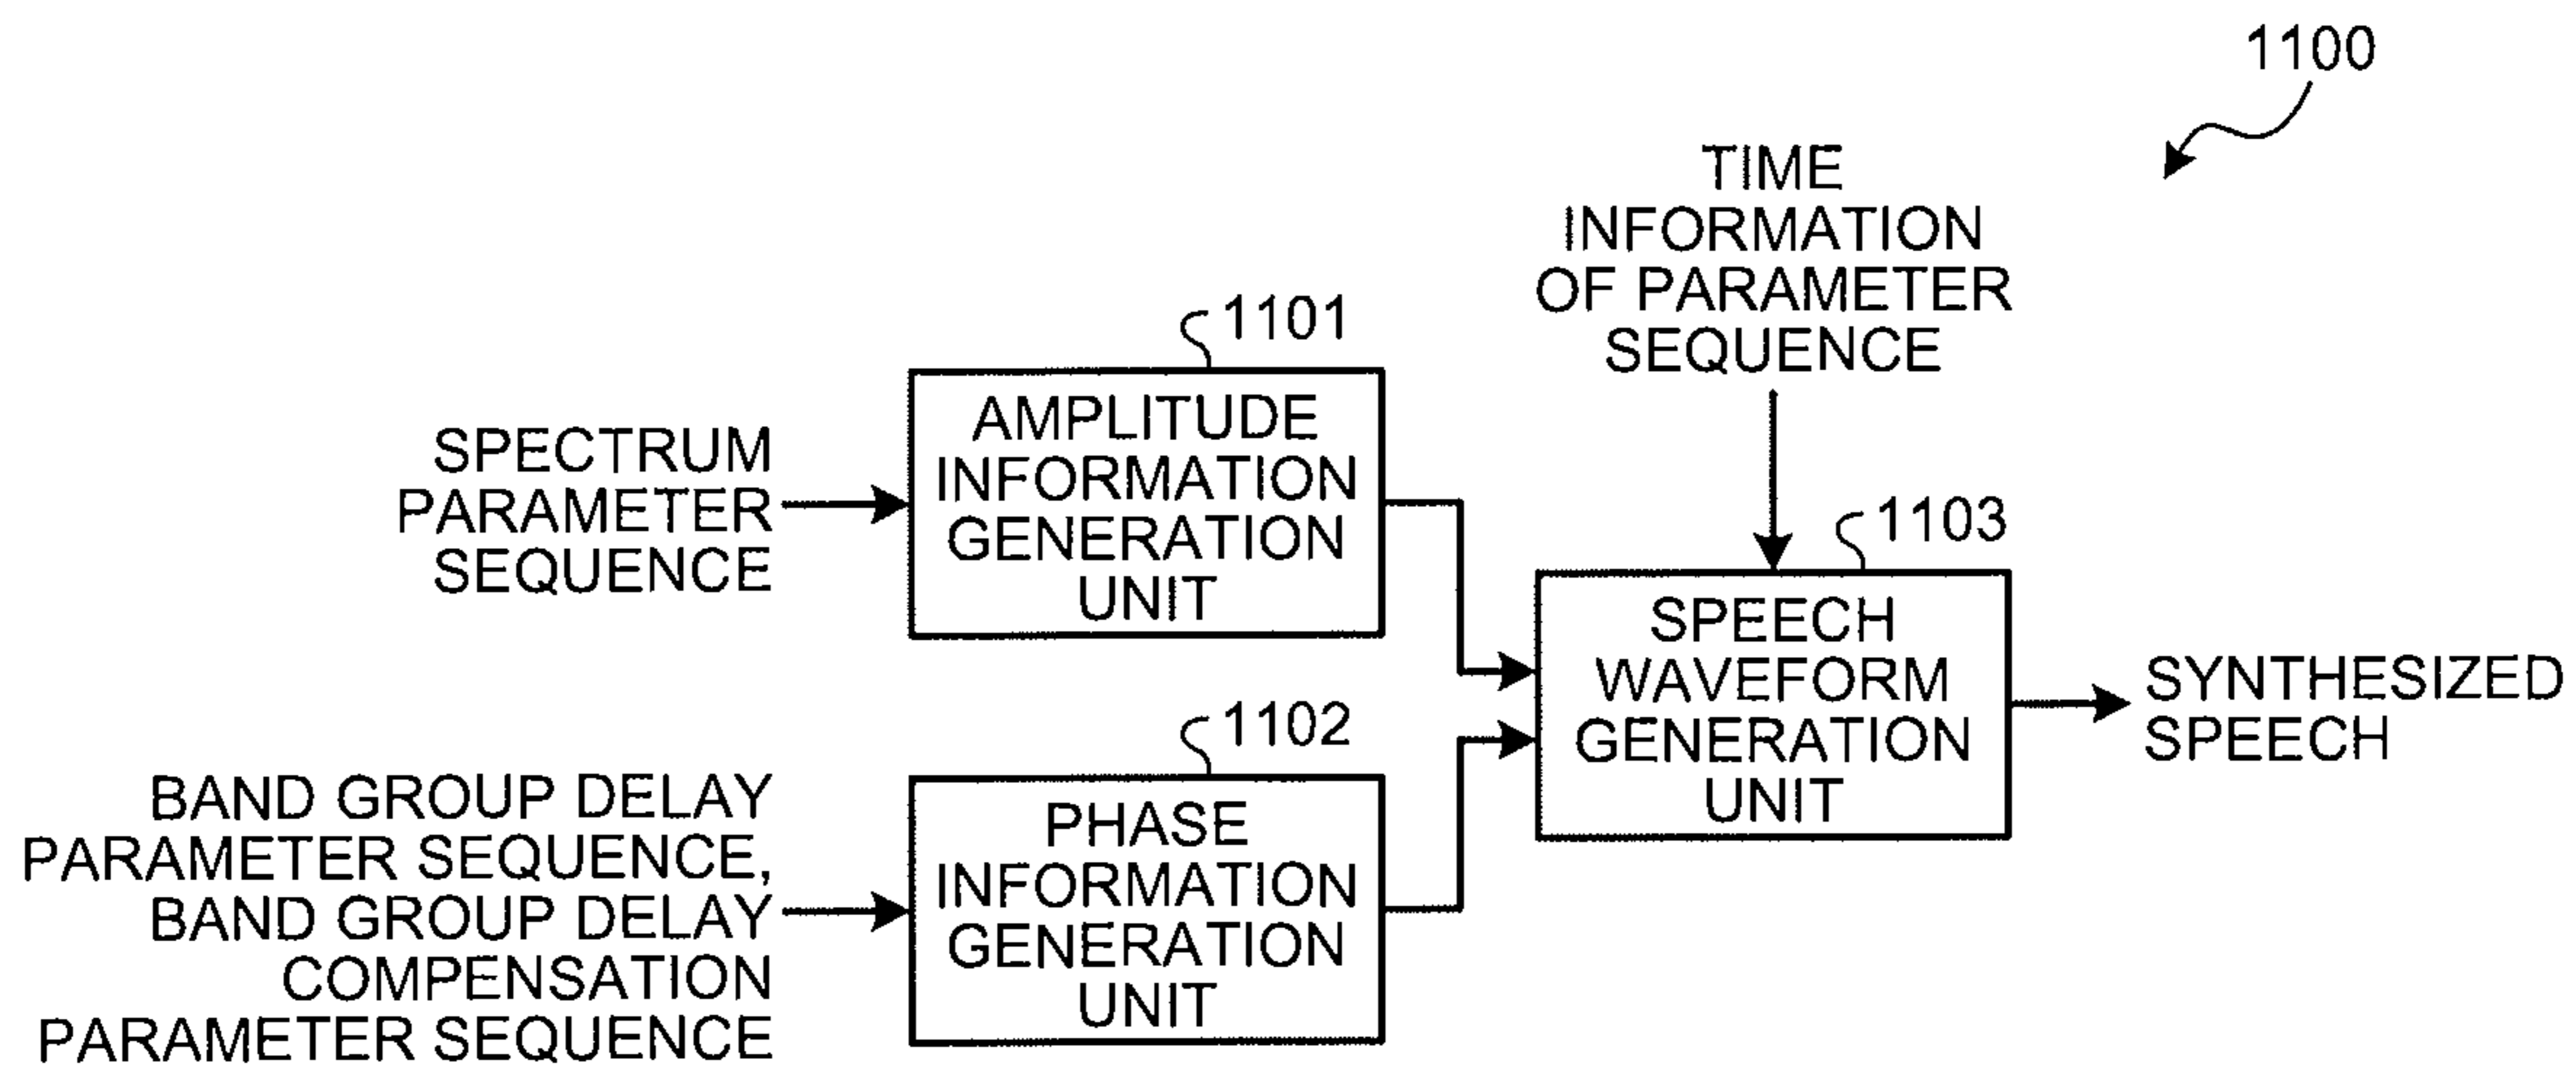 1100
TIME
INFORMATION
OF PARAMETER
SEQUENCE
1101
AMPLITUDE
INFORMATION
GENERATION
UNIT
SPECTRUM
PARAMETER
SEQUENCE
1103
SPEECH
WAVEFORM
GENERATION
UNIT
SYNTHESIZED
SPEECH
1102
PHASE
INFORMATION
GENERATION
UNIT
BAND GROUP DELAY
PARAMETER SEQUENCE,
BAND GROUP DELAY
COMPENSATION
PARAMETER SEQUENCE